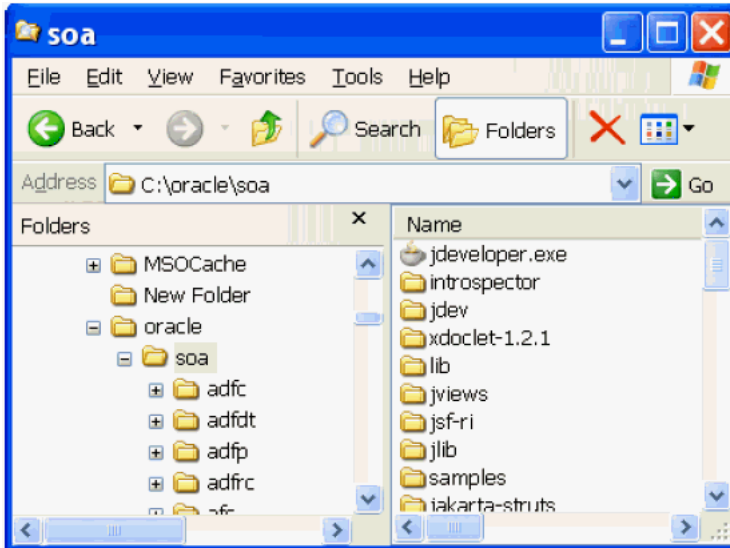 soa
File Edit View Favorites Tools Help
Back Search Folders
Address C:\oracle\soa Go
Folders
MSOCache
New Folder
oracle
soa
adfc
adfdt
adfp
adfrc
Name
jdeveloper.exe
introspector
jdev
xdoclet-1.2.1
lib
jviews
jsf-ri
jlib
samples
jakarta-struts